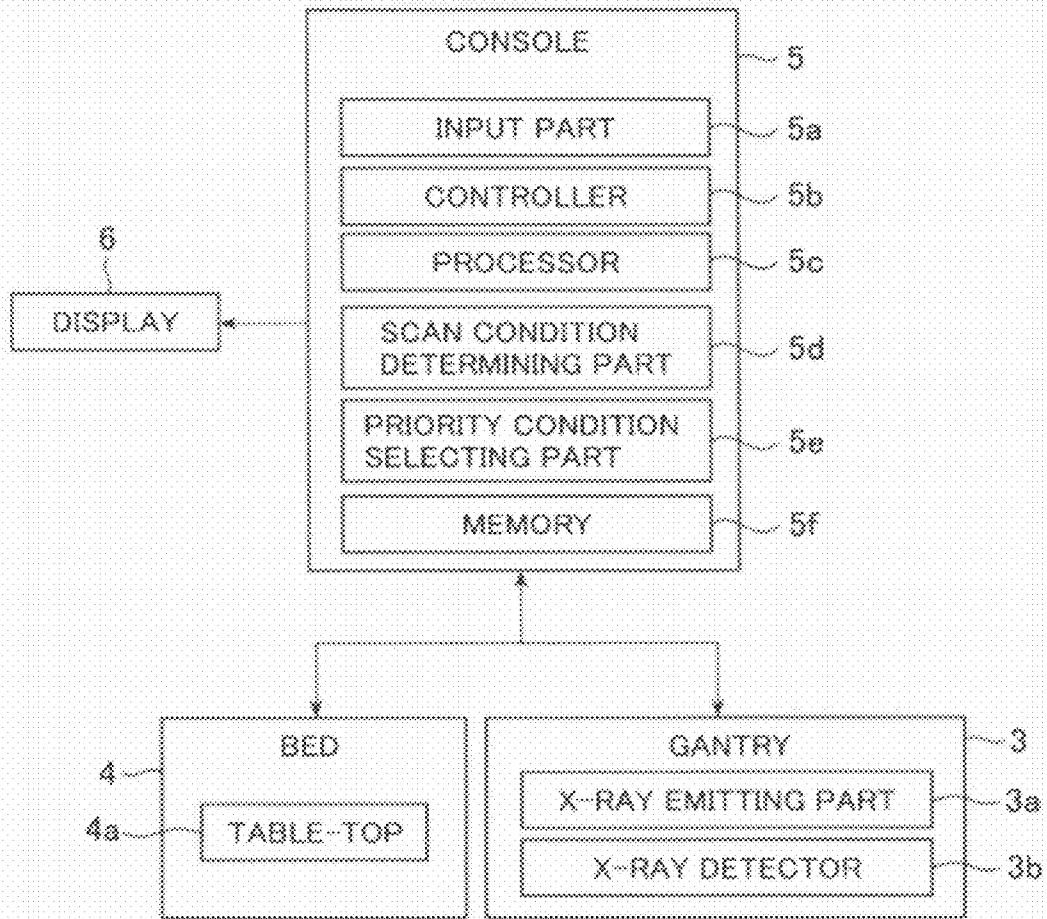 CONSOLE
5
INPUT PART
5a
CONTROLLER
5b
PROCESSOR
5c
6
DISPLAY
SCAN CONDITION
DETERMINING PART
5d
PRIORITY CONDITION
SELECTING PART
5e
MEMORY
5f
BED
4
TABLE-TOP
4a
GANTRY
3
X-RAY EMITTING PART
3a
X-RAY DETECTOR
3b